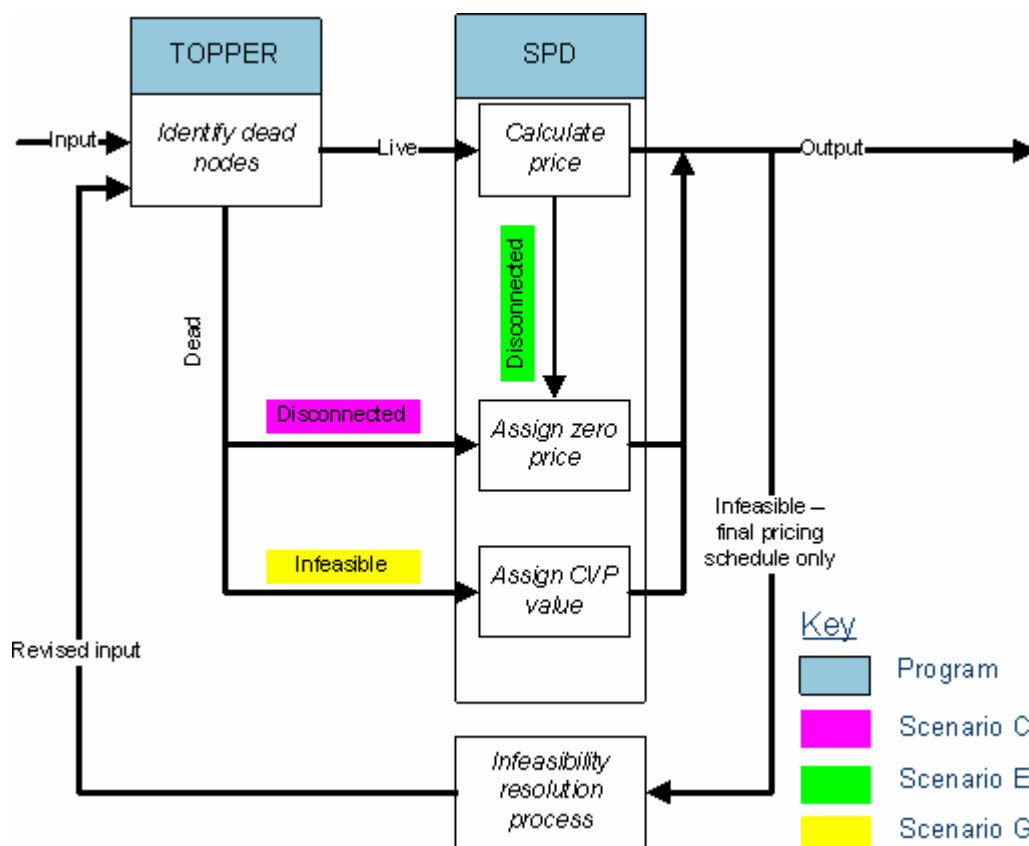 TOPPER
SPD
Input
Identify dead
nodes
Live
Calculate
price
Output
Disconnected
Dead
Disconnected
Assign zero
price
Infeasible –
final pricing
schedule only
Infeasible
Assign CVP
value
Revised input
Infeasibility
resolution
process
Key
Program
Scenario C
Scenario E
Scenario G